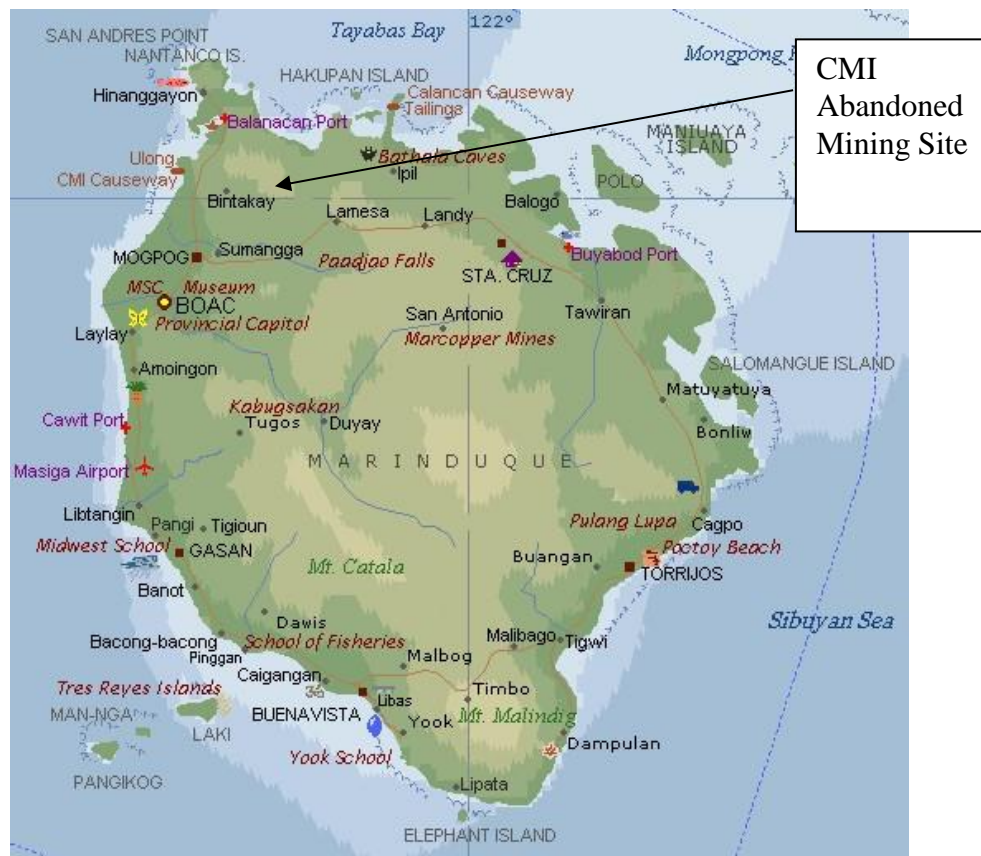 SAN ANDRES POINT
NANTANCO IS.
Tayabas Bay
122°
Mongpong
CMI
Abandoned
Mining Site
Hinanggayon
HAKUPAN ISLAND
Calancan Causeway
Tailings
Balanacan Port
MANIUAYA
ISLAND
Ulong
CMI Causeway
Bathala Caves
Ipil
POLO
Bintakay
Balogo
Lamesa
Landy
MOGPOG
Sumangga
Paadjao Falls
STA. CRUZ
Buyabod Port
MSC Museum
BOAC
Provincial Capitol
San Antonio
Tawiran
Laylay
Marcopper Mines
Amoingon
SALOMANGUE ISLAND
Matuyatuya
Kabugsakan
Cawit Port
Tugos
Duyay
Bonliw
MARINDUQUE
Masiga Airport
Libtangin
Pangi
Tigioun
Pulang Lupa
Cagpo
Midwest School
GASAN
Buangan
Poctoy Beach
Mt. Catala
TORRIJOS
Banot
Dawis
Sibuyan Sea
Bacong-bacong
School of Fisheries
Malibago
Tigwi
Pinggan
Malbog
Caigangan
Tres Reyes Islands
Timbo
Libas
MAN-NGA
LAKI
BUENAVISTA
Yook
Mt. Malindig
Dampulan
Yook School
PANGIKOG
Lipata
ELEPHANT ISLAND